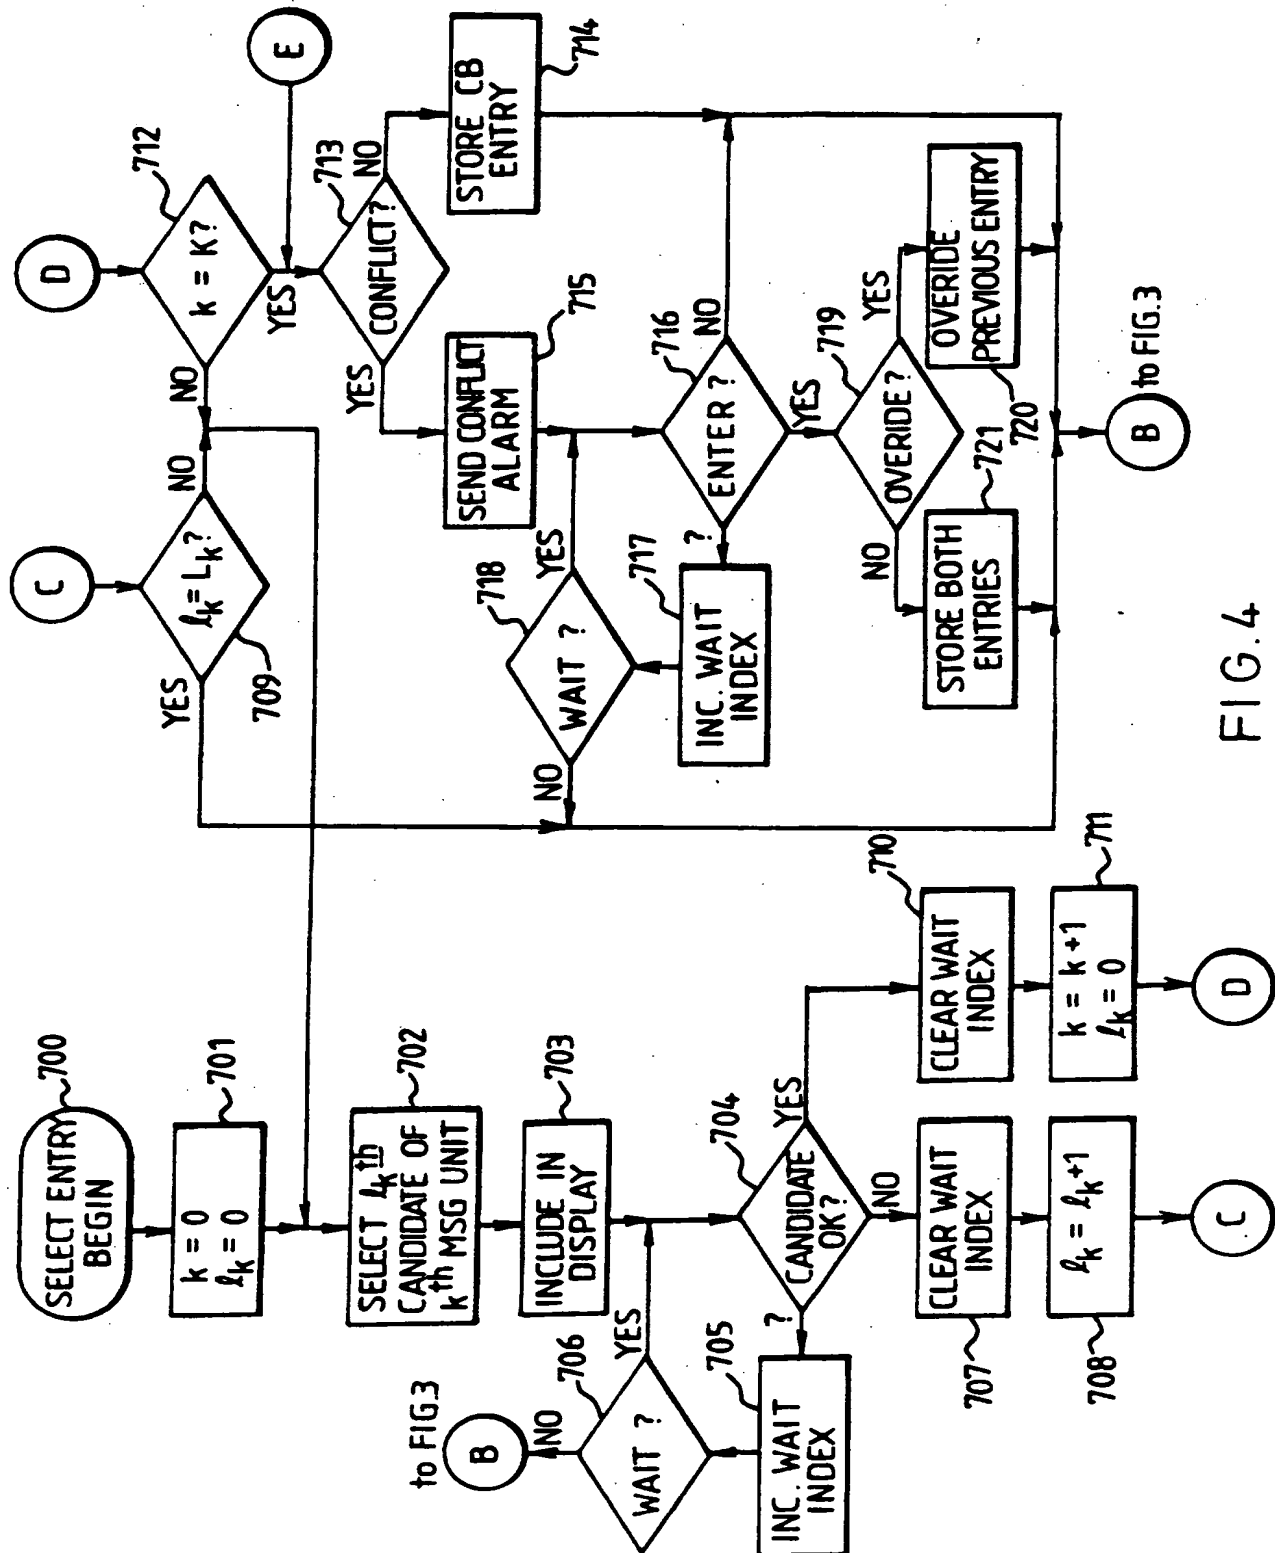 SELECT ENTRY
BEGIN
700
k = 0
ℓk = 0
701
SELECT ℓk th
CANDIDATE OF
k th MSG UNIT
702
INCLUDE IN
DISPLAY
703
CANDIDATE
OK?
704
YES
NO
?
INC. WAIT
INDEX
705
WAIT ?
706
YES
NO
B
to FIG.3
CLEAR WAIT
INDEX
707
ℓk = ℓk+1
708
C
CLEAR WAIT
INDEX
710
k = k+1
ℓk = 0
711
D
C
ℓk = Lk?
709
YES
NO
D
k = K?
712
NO
YES
E
CONFLICT?
713
YES
NO
STORE CB
ENTRY
714
SEND CONFLICT
ALARM
715
ENTER ?
716
NO
YES
?
INC. WAIT
INDEX
717
WAIT ?
718
YES
NO
OVERIDE ?
719
YES
NO
OVERIDE
PREVIOUS ENTRY
720
STORE BOTH
ENTRIES
721
B
to FIG.3
FIG.4